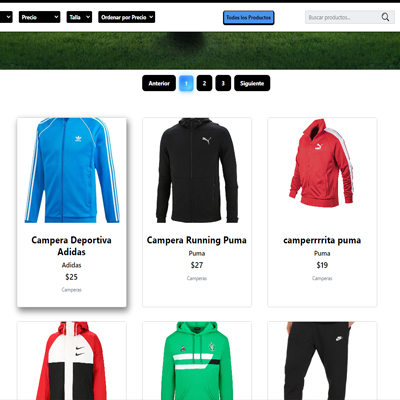 Precio Talla Ordenar por Precio Todos los Productos Buscar productos...
Anterior 1 2 3 Siguiente
Campera Deportiva Adidas
Adidas
$25
Camperas
Campera Running Puma
Puma
$27
Camperas
camperrrrita puma
Puma
$19
Camperas